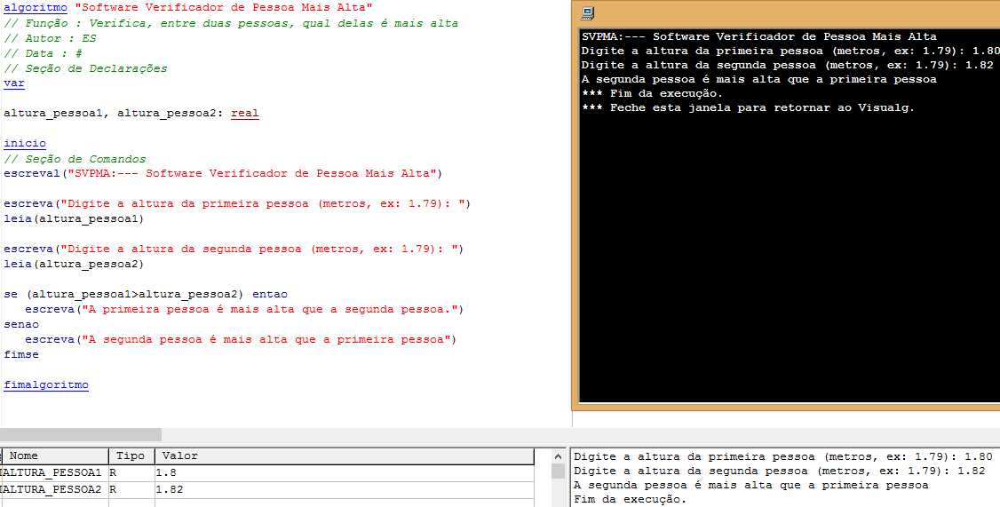 algoritmo "Software Verificador de Pessoa Mais Alta"
// Função : Verifica, entre duas pessoas, qual delas é mais alta
// Autor : ES
// Data : #
// Seção de Declarações
var
altura_pessoa1, altura_pessoa2: real
inicio
// Seção de Comandos
escreval("SVPMA:--- Software Verificador de Pessoa Mais Alta")
escreva("Digite a altura da primeira pessoa (metros, ex: 1.79): ")
leia(altura_pessoa1)
escreva("Digite a altura da segunda pessoa (metros, ex: 1.79): ")
leia(altura_pessoa2)
se (altura_pessoa1>altura_pessoa2) entao
escreva("A primeira pessoa é mais alta que a segunda pessoa.")
senao
escreva("A segunda pessoa é mais alta que a primeira pessoa")
fimse
fimalgoritmo
SVPMA:--- Software Verificador de Pessoa Mais Alta
Digite a altura da primeira pessoa (metros, ex: 1.79): 1.80
Digite a altura da segunda pessoa (metros, ex: 1.79): 1.82
A segunda pessoa é mais alta que a primeira pessoa
*** Fim da execução.
*** Feche esta janela para retornar ao Visualg.
Nome Tipo Valor
ALTURA_PESSOA1 R 1.8
ALTURA_PESSOA2 R 1.82
Digite a altura da primeira pessoa (metros, ex: 1.79): 1.80
Digite a altura da segunda pessoa (metros, ex: 1.79): 1.82
A segunda pessoa é mais alta que a primeira pessoa
Fim da execução.